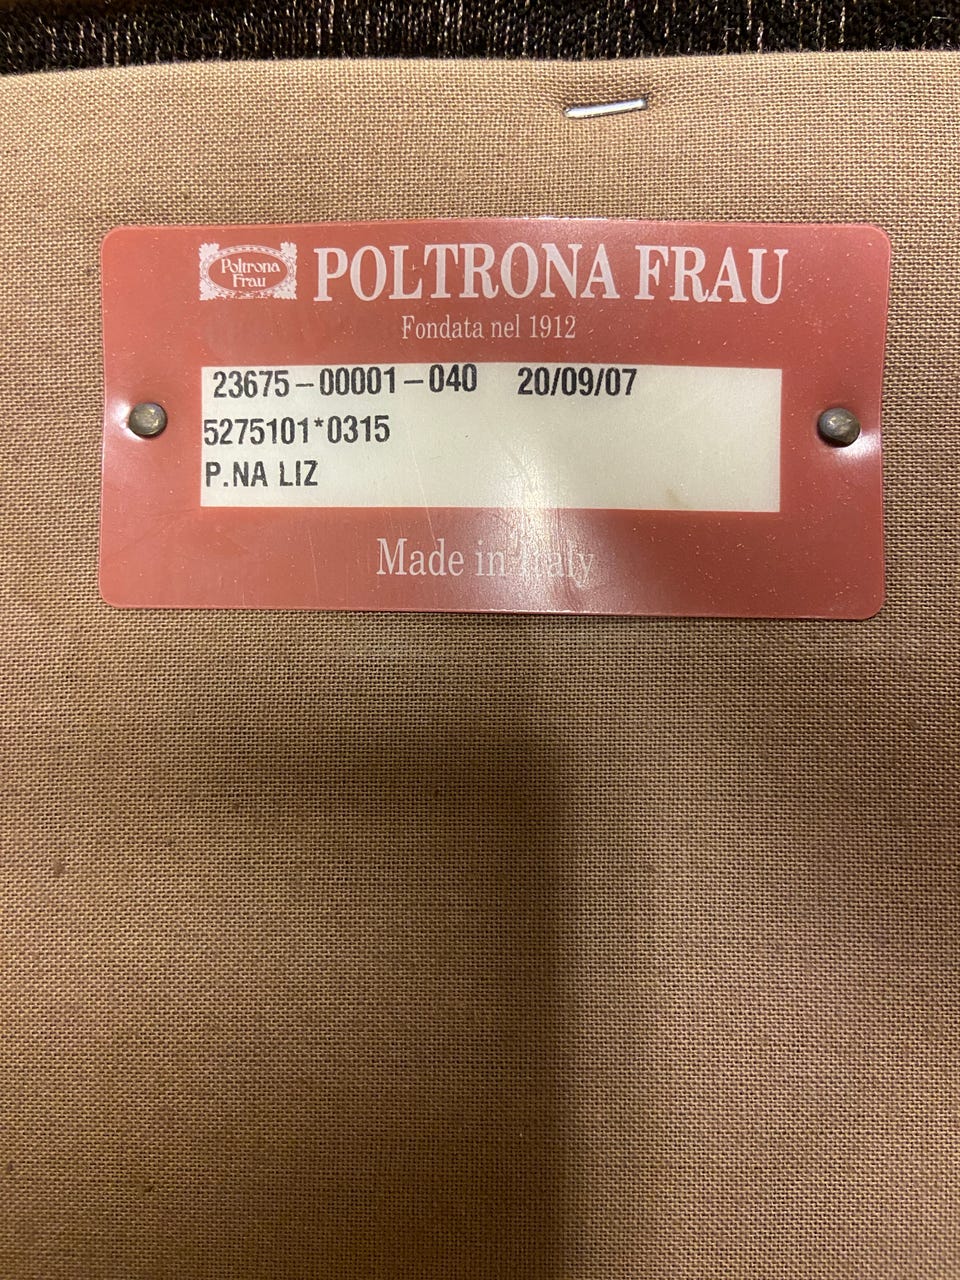 Poltrona
Frau
POLTRONA FRAU
Fondata nel 1912
23675-00001-040 20/09/07
5275101*0315
P.NA LIZ
Made in Italy